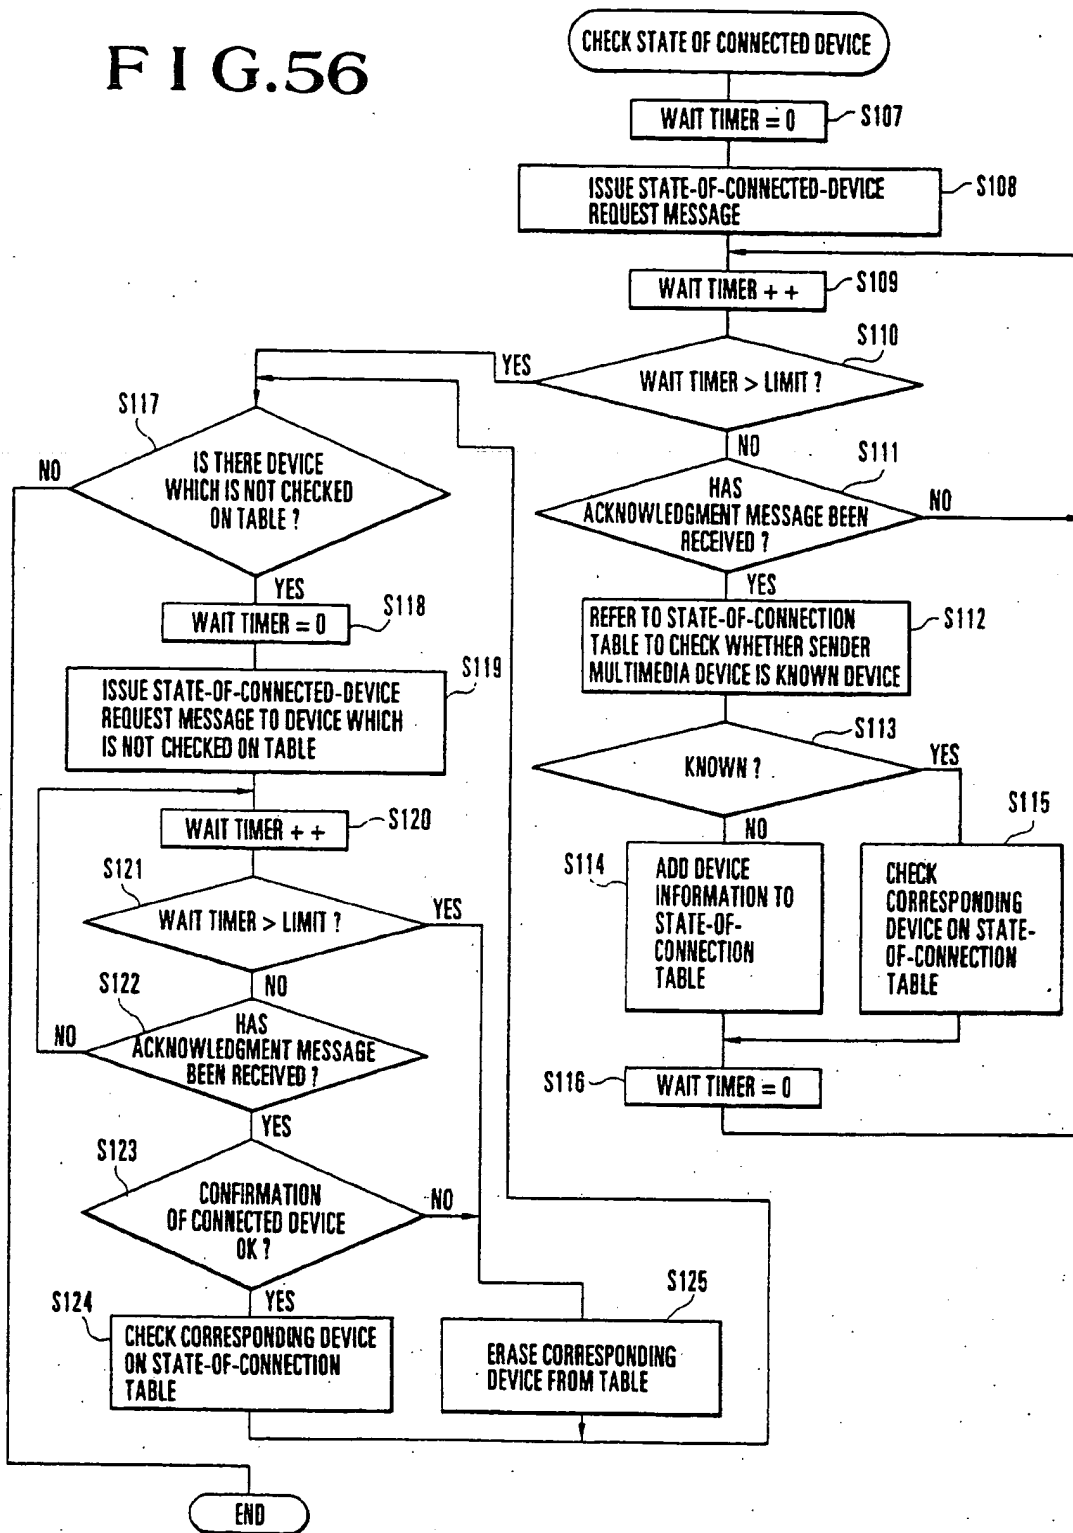 FIG.56
CHECK STATE OF CONNECTED DEVICE
WAIT TIMER = 0
S107
ISSUE STATE-OF-CONNECTED-DEVICE
REQUEST MESSAGE
S108
WAIT TIMER + +
S109
S110
WAIT TIMER > LIMIT ?
YES
NO
S111
HAS
ACKNOWLEDGMENT MESSAGE BEEN
RECEIVED ?
NO
YES
REFER TO STATE-OF-CONNECTION
TABLE TO CHECK WHETHER SENDER
MULTIMEDIA DEVICE IS KNOWN DEVICE
S112
S113
KNOWN ?
YES
NO
S114
ADD DEVICE
INFORMATION TO
STATE-OF-
CONNECTION
TABLE
S115
CHECK
CORRESPONDING
DEVICE ON STATE-
OF-CONNECTION
TABLE
S116
WAIT TIMER = 0
S117
NO
IS THERE DEVICE
WHICH IS NOT CHECKED
ON TABLE ?
YES
WAIT TIMER = 0
S118
ISSUE STATE-OF-CONNECTED-DEVICE
REQUEST MESSAGE TO DEVICE WHICH
IS NOT CHECKED ON TABLE
S119
WAIT TIMER + +
S120
S121
WAIT TIMER > LIMIT ?
YES
NO
S122
HAS
ACKNOWLEDGMENT MESSAGE
BEEN RECEIVED ?
NO
YES
S123
CONFIRMATION
OF CONNECTED DEVICE
OK ?
NO
YES
S124
CHECK CORRESPONDING DEVICE
ON STATE-OF-CONNECTION
TABLE
S125
ERASE CORRESPONDING
DEVICE FROM TABLE
END